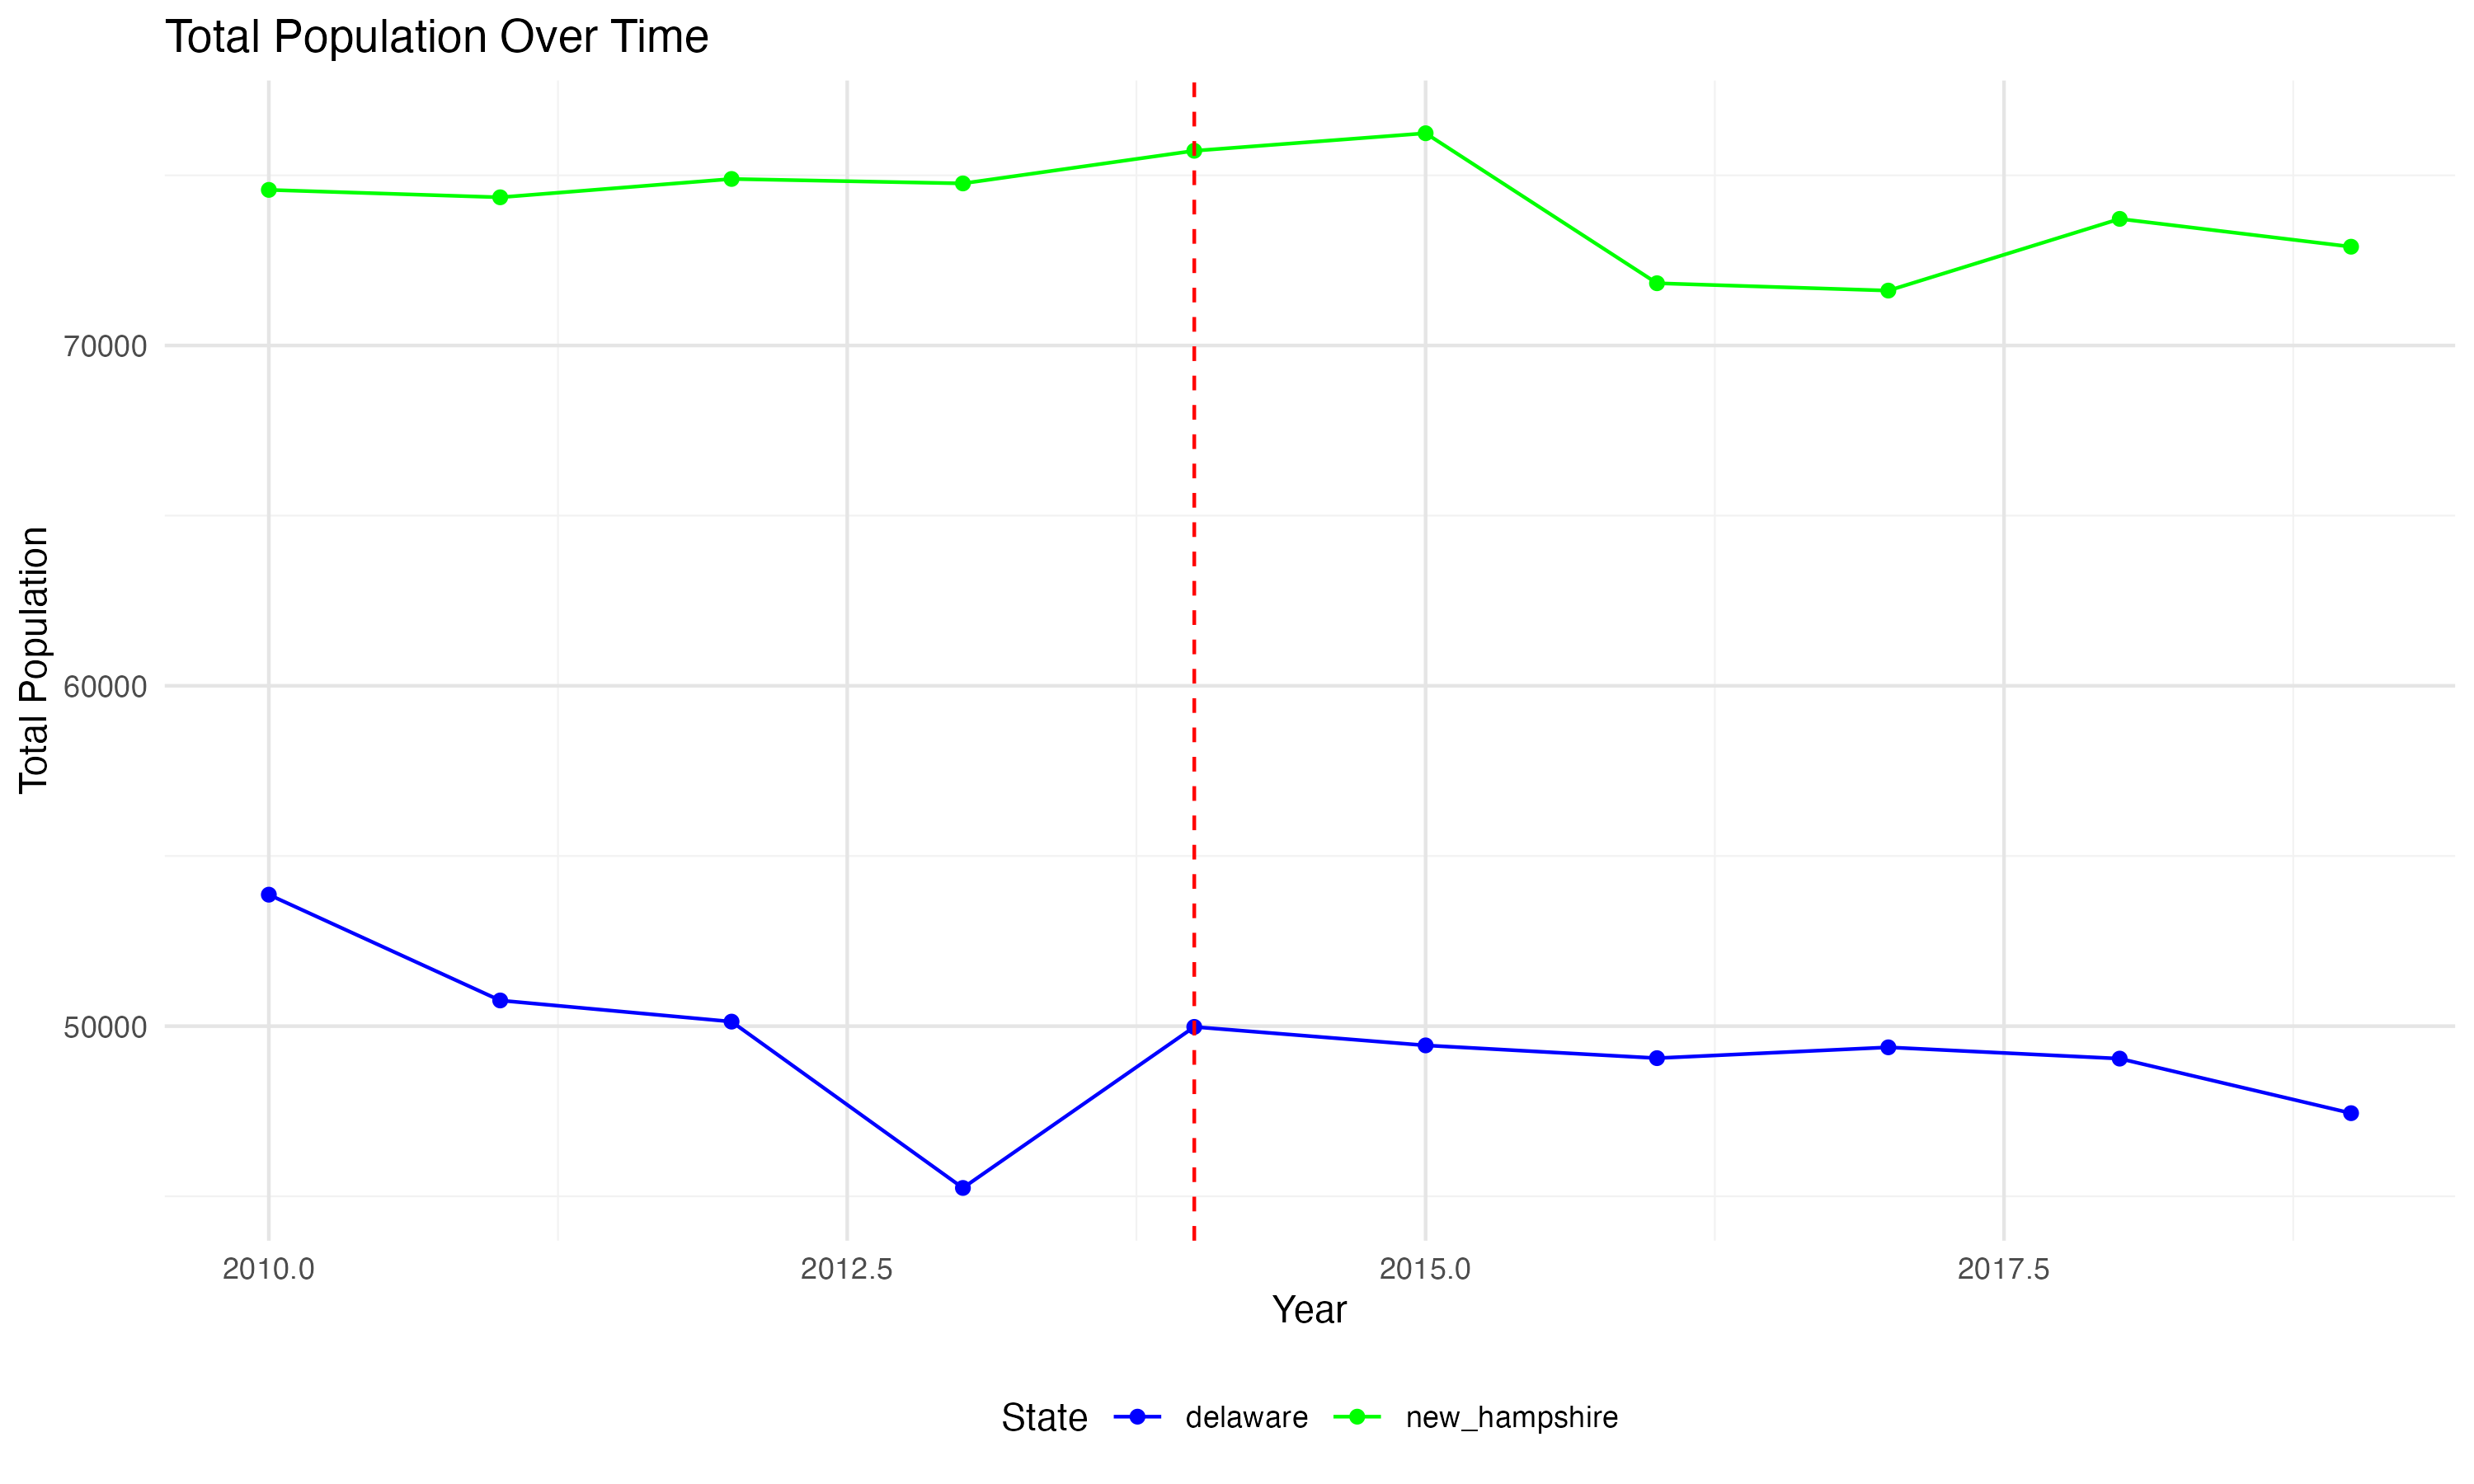 Total Population Over Time
Total Population
70000
60000
50000
2010.0 2012.5 2015.0 2017.5
Year
State delaware new_hampshire